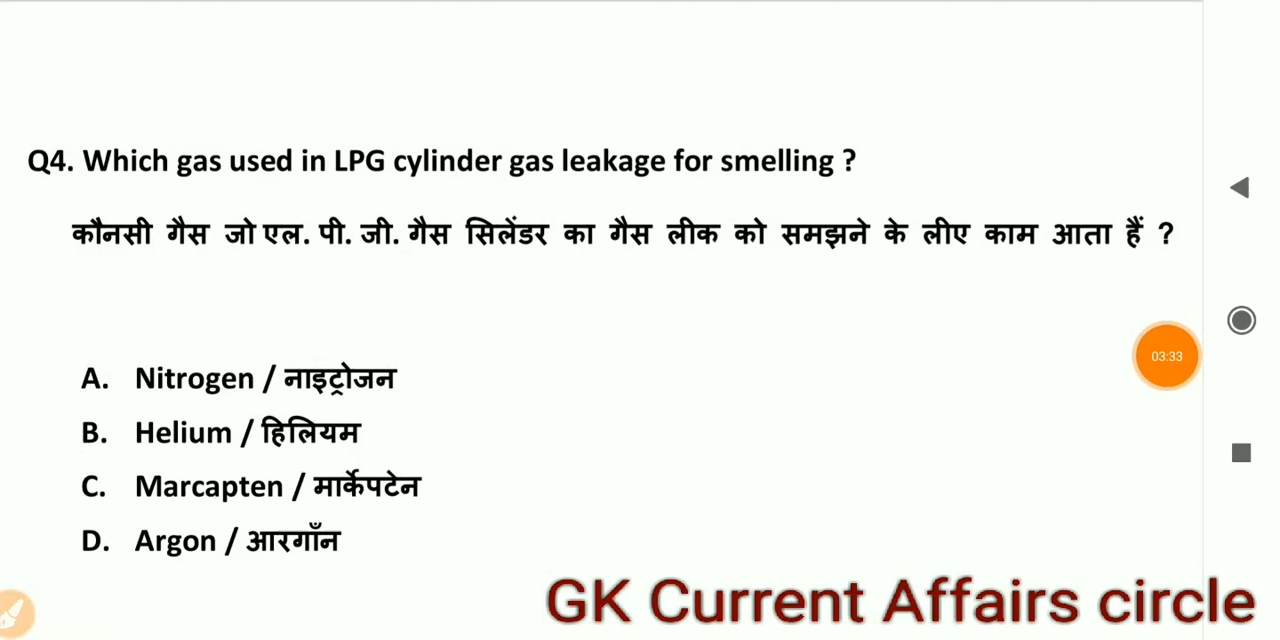 Q4. Which gas used in LPG cylinder gas leakage for smelling ?
कौनसी गैस जो एल. पी. जी. गैस सिलेंडर का गैस लीक को समझने के लीए काम आता हैं ?
03:33
A. Nitrogen / नाइट्रोजन
B. Helium / हिलियम
C. Marcapten / मार्केपटेन
D. Argon / आरगाँन
GK Current Affairs circle